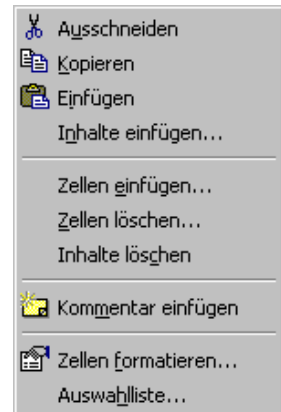 Ausschneiden
Kopieren
Einfügen
Inhalte einfügen...
Zellen einfügen...
Zellen löschen...
Inhalte löschen
Kommentar einfügen
Zellen formatieren...
Auswahlliste...